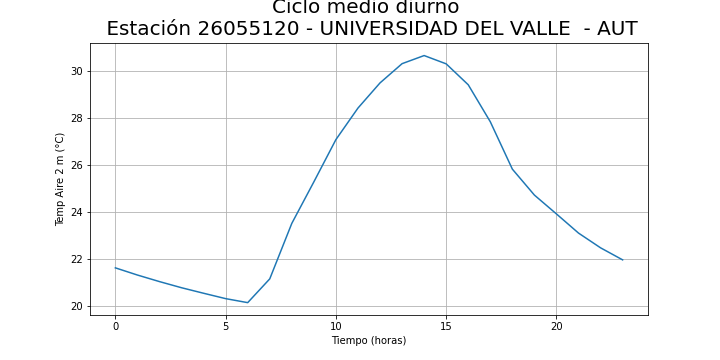 Ciclo medio diurno
Estación 26055120 - UNIVERSIDAD DEL VALLE  - AUT
Temp Aire 2 m (°C)
30
28
26
24
22
20
0 5 10 15 20
Tiempo (horas)